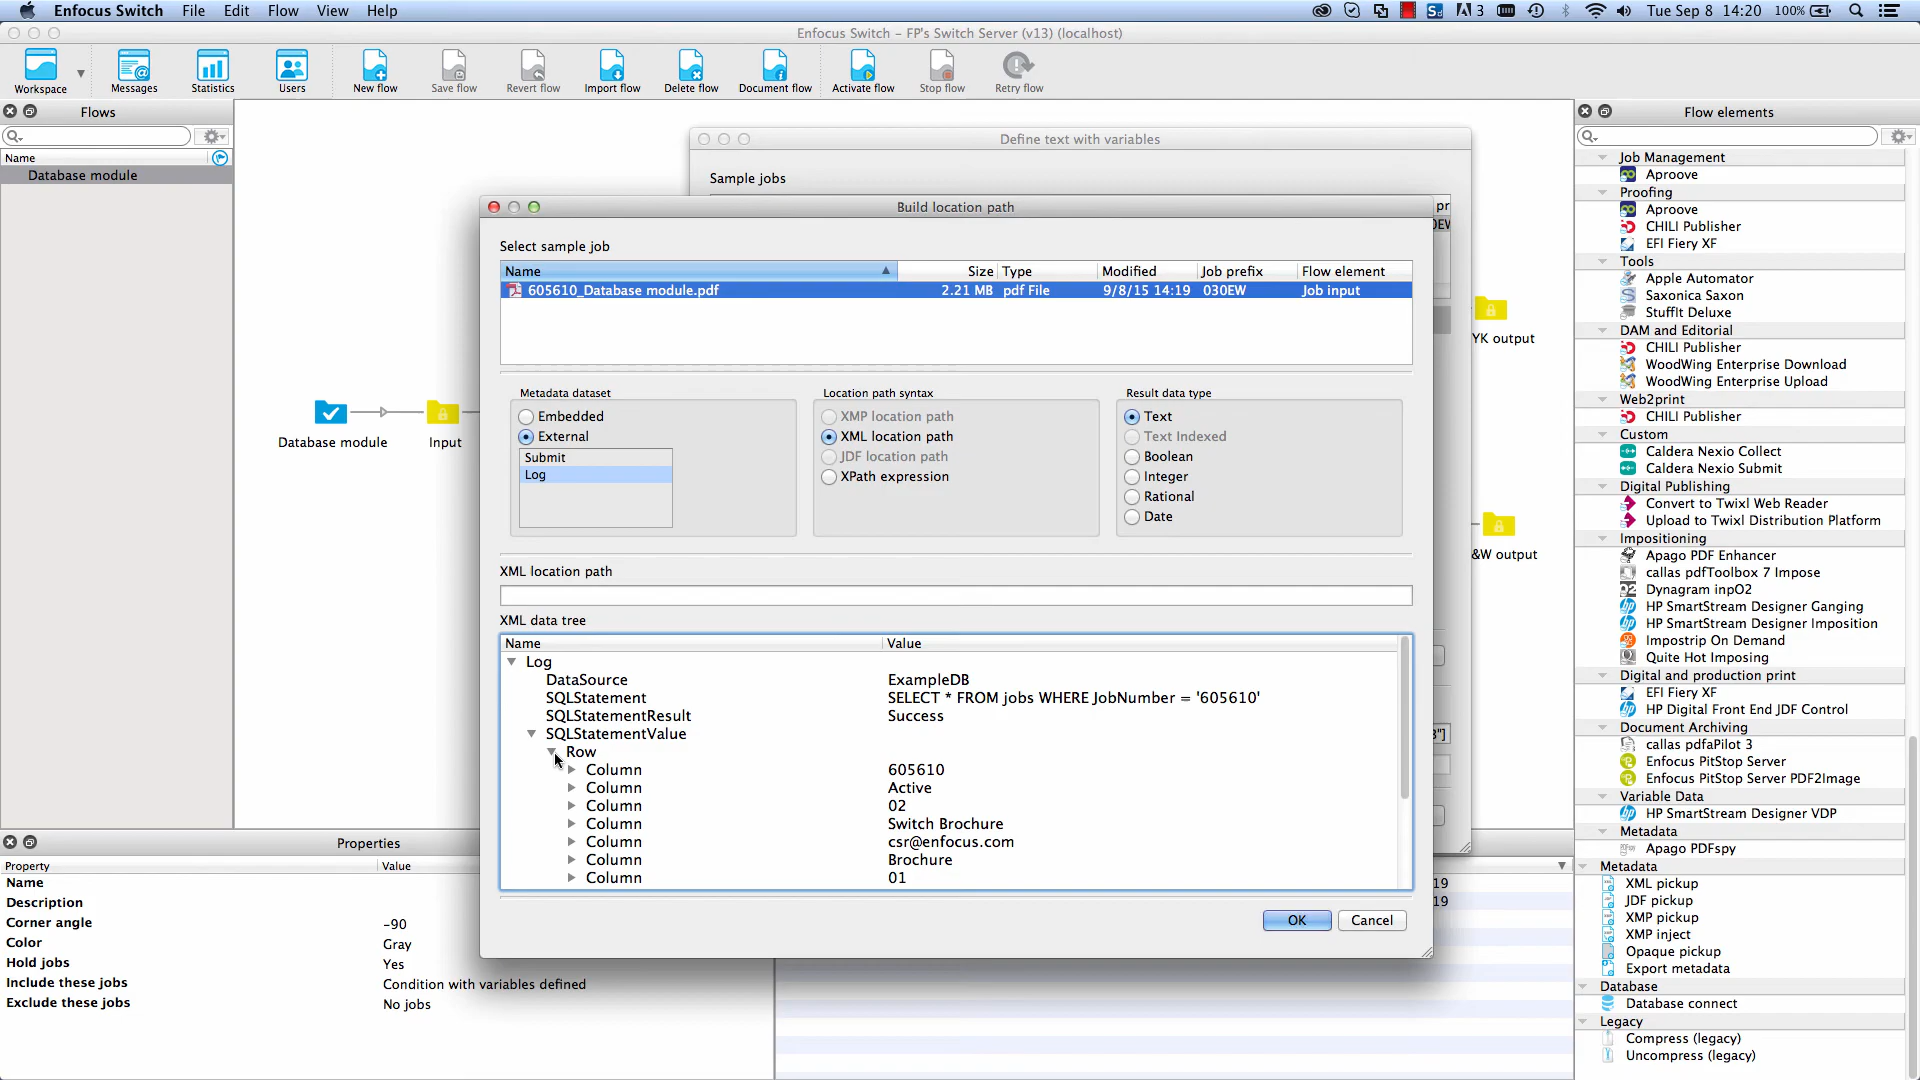 Enfocus Switch File Edit Flow View Help
3 Tue Sep 8 14:20 100%
Enfocus Switch – FP's Switch Server (v13) (localhost)
Workspace Messages Statistics Users New flow Save flow Revert flow Import flow Delete flow Document flow Activate flow Stop flow Retry flow
Flows
Name
Database module
Database module
Input
YK output
&W output
Define text with variables
Sample jobs
pr
Build location path
Select sample job
Name Size Type Modified Job prefix Flow element
605610_Database module.pdf 2.21 MB pdf File 9/8/15 14:19 030EW Job input
Metadata dataset
Embedded
External
Submit
Log
Location path syntax
XMP location path
XML location path
JDF location path
XPath expression
Result data type
Text
Text Indexed
Boolean
Integer
Rational
Date
XML location path
XML data tree
Name Value
Log
DataSource ExampleDB
SQLStatement SELECT * FROM jobs WHERE JobNumber = '605610'
SQLStatementResult Success
SQLStatementValue
Row
Column 605610
Column Active
Column 02
Column Switch Brochure
Column csr@enfocus.com
Column Brochure
Column 01
OK Cancel
Properties
Property Value
Name
Description
Corner angle -90
Color Gray
Hold jobs Yes
Include these jobs Condition with variables defined
Exclude these jobs No jobs
19
19
Flow elements
Job Management
Aproove
Proofing
Aproove
CHILI Publisher
EFI Fiery XF
Tools
Apple Automator
Saxonica Saxon
StuffIt Deluxe
DAM and Editorial
CHILI Publisher
WoodWing Enterprise Download
WoodWing Enterprise Upload
Web2print
CHILI Publisher
Custom
Caldera Nexio Collect
Caldera Nexio Submit
Digital Publishing
Convert to Twixl Web Reader
Upload to Twixl Distribution Platform
Impositioning
Apago PDF Enhancer
callas pdfToolbox 7 Impose
Dynagram inpO2
HP SmartStream Designer Ganging
HP SmartStream Designer Imposition
Impostrip On Demand
Quite Hot Imposing
Digital and production print
EFI Fiery XF
HP Digital Front End JDF Control
Document Archiving
callas pdfaPilot 3
Enfocus PitStop Server
Enfocus PitStop Server PDF2Image
Variable Data
HP SmartStream Designer VDP
Metadata
Apago PDFspy
Metadata
XML pickup
JDF pickup
XMP pickup
XMP inject
Opaque pickup
Export metadata
Database
Database connect
Legacy
Compress (legacy)
Uncompress (legacy)